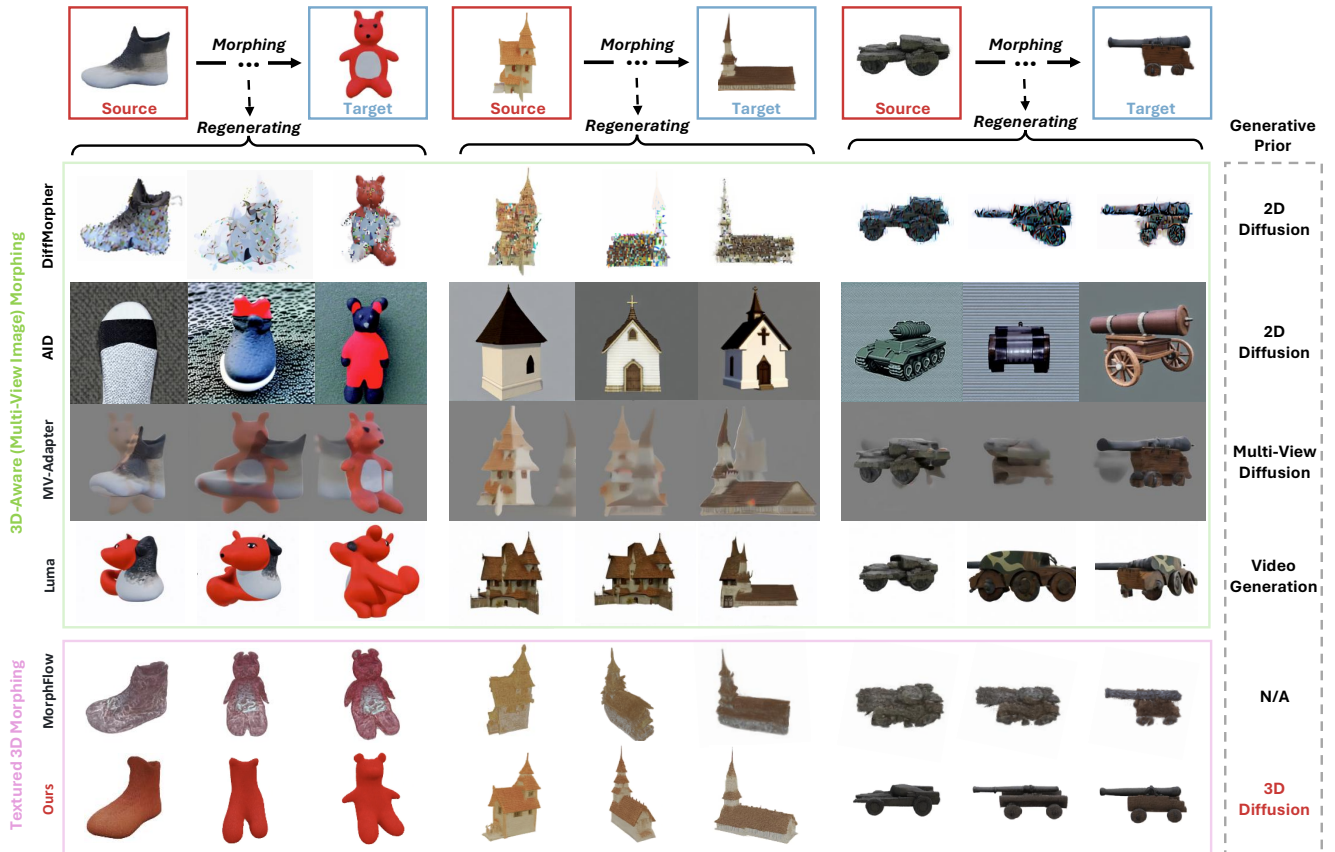 Morphing
...
Source
Target
Regenerating
Morphing
...
Source
Target
Regenerating
Morphing
...
Source
Target
Regenerating
Generative
Prior
3D-Aware (Multi-View Image) Morphing
DiffMorpher
2D
Diffusion
AID
2D
Diffusion
MV-Adapter
Multi-View
Diffusion
Luma
Video
Generation
Textured 3D Morphing
MorphFlow
N/A
Ours
3D
Diffusion